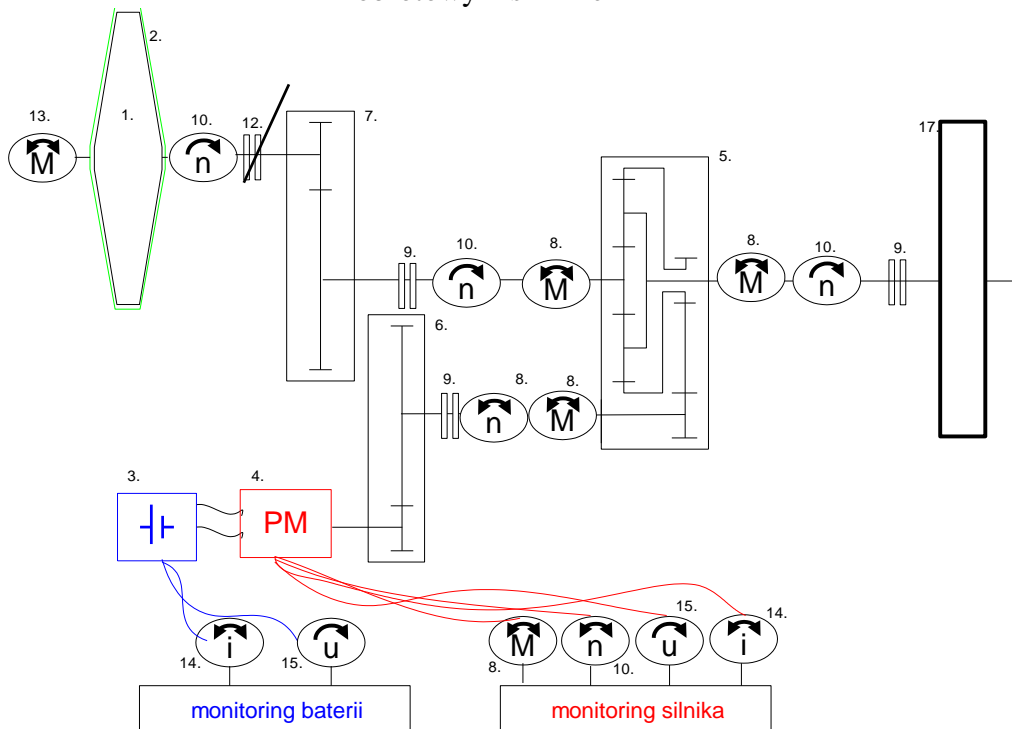 2.
13.
1.
10.
12.
7.
17.
M
n
5.
10.
8.
9.
8.
10.
9.
n
M
M
n
6.
9.
8.
8.
n
M
3.
4.
PM
15.
14.
i
u
M
n
u
i
14.
15.
8.
10.
monitoring baterii
monitoring silnika